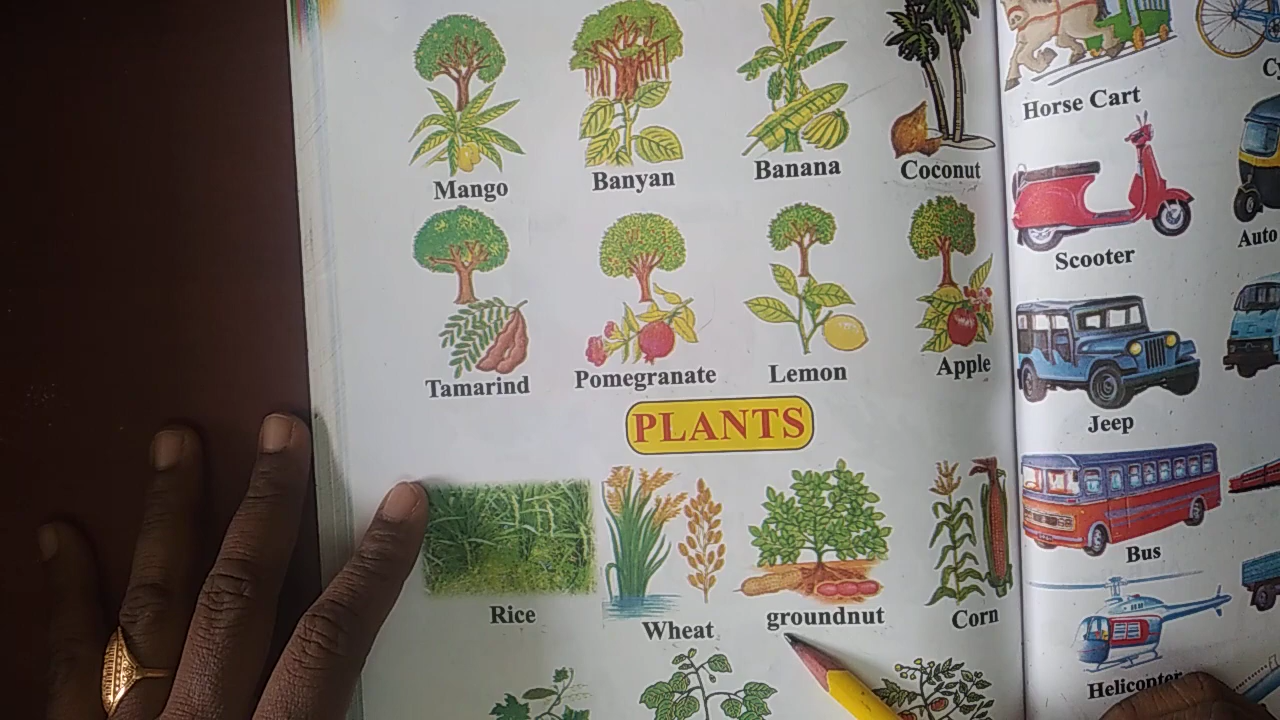 Mango Banyan Banana Coconut
Tamarind Pomegranate Lemon Apple
PLANTS
Rice Wheat groundnut Corn
Horse Cart
Scooter Auto
Jeep
Bus
Helicopter